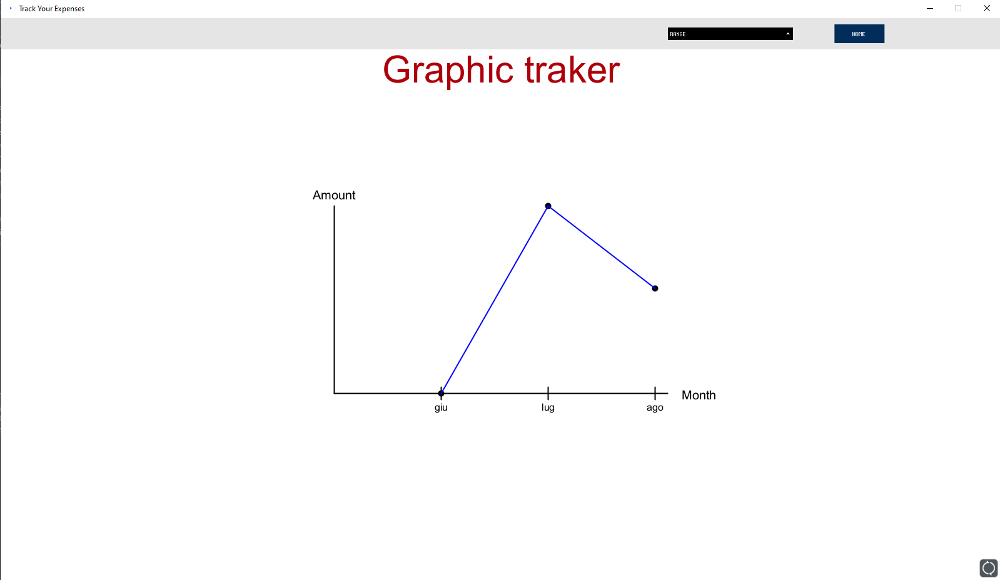 Track Your Expenses
RANGE
HOME
Graphic traker
Amount
Month
giu
lug
ago